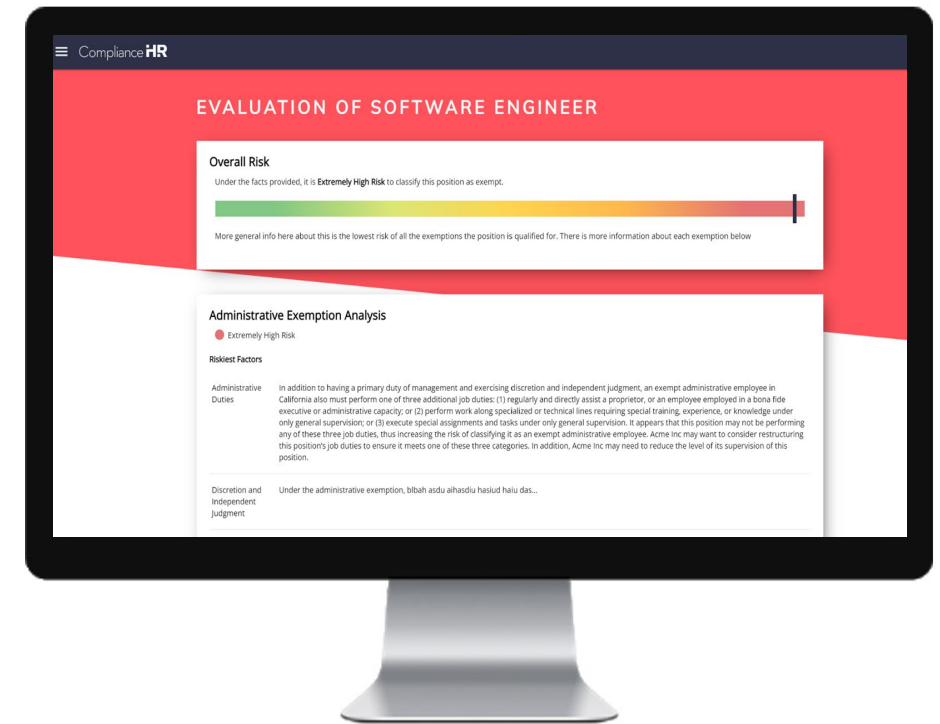 Compliance HR
EVALUATION OF SOFTWARE ENGINEER
Overall Risk
Under the facts provided, it is Extremely High Risk to classify this position as exempt.
More general info here about this is the lowest risk of all the exemptions the position is qualified for. There is more information about each exemption below
Administrative Exemption Analysis
Extremely High Risk
Riskiest Factors
Administrative
Duties
In addition to having a primary duty of management and exercising discretion and independent judgment, an exempt administrative employee in
California also must perform one of three additional job duties: (1) regularly and directly assist a proprietor, or an employee employed in a bona fide
executive or administrative capacity; or (2) perform work along specialized or technical lines requiring special training, experience, or knowledge under
only general supervision; or (3) execute special assignments and tasks under only general supervision. It appears that this position may not be performing
any of these three job duties, thus increasing the risk of classifying it as an exempt administrative employee. Acme Inc may want to consider restructuring
this position's job duties to ensure it meets one of these three categories. In addition, Acme Inc may need to reduce the level of its supervision of this
position.
Discretion and
Independent
Judgment
Under the administrative exemption, blbah asdu aihasdiu hasiud haiu das...